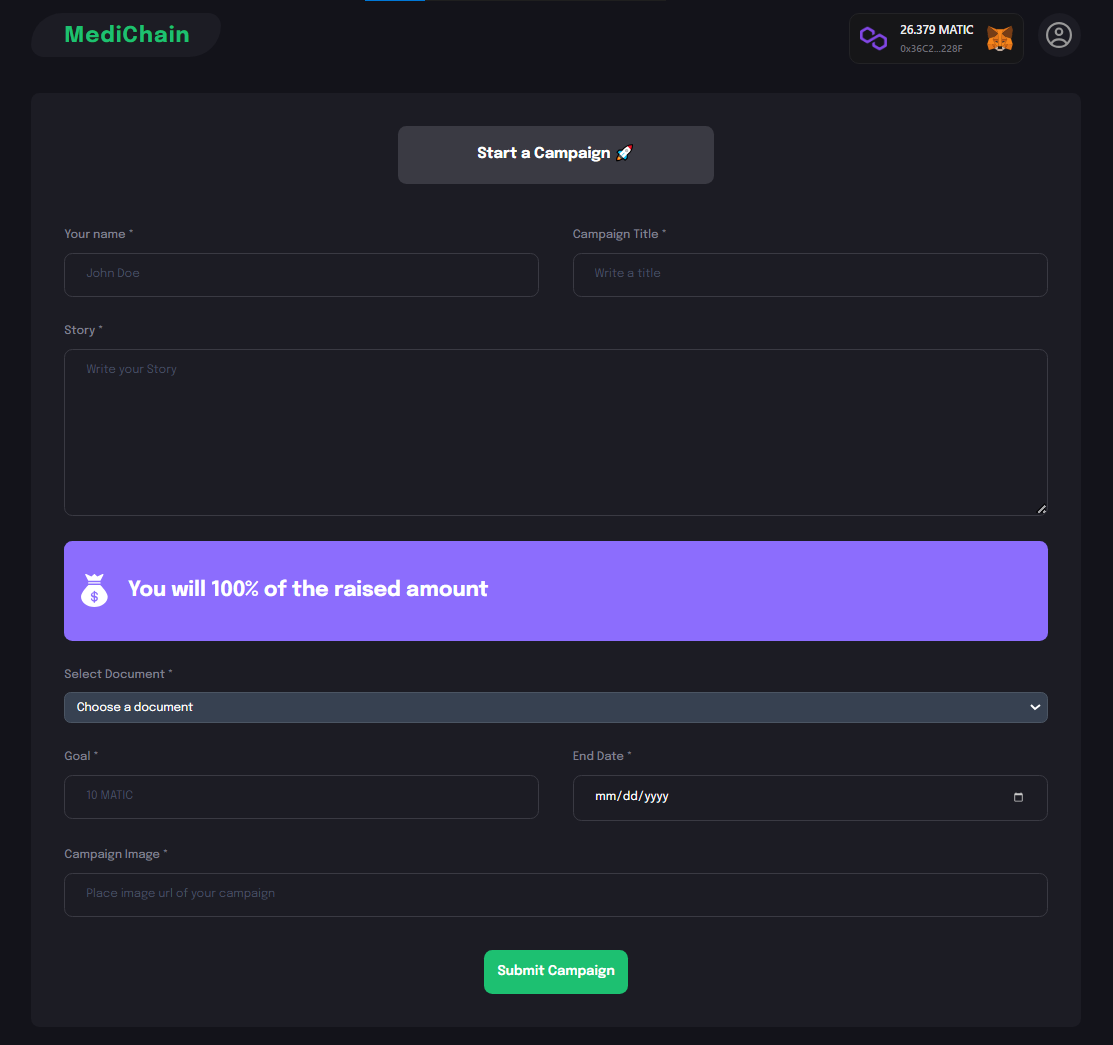 MediChain
26.379 MATIC
0x36C2...228F
Start a Campaign 🚀
Your name *
Campaign Title *
John Doe
Write a title
Story *
Write your Story
$
You will 100% of the raised amount
Select Document *
Choose a document
Goal *
End Date *
10 MATIC
mm/dd/yyyy
Campaign Image *
Place image url of your campaign
Submit Campaign